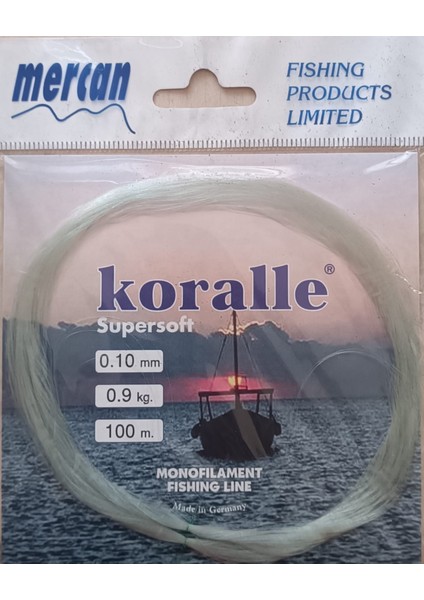 mercan
FISHING
PRODUCTS
LIMITED
koralle®
Supersoft
0.10 mm
0.9 kg.
100 m.
MONOFILAMENT
FISHING LINE
Made in Germany